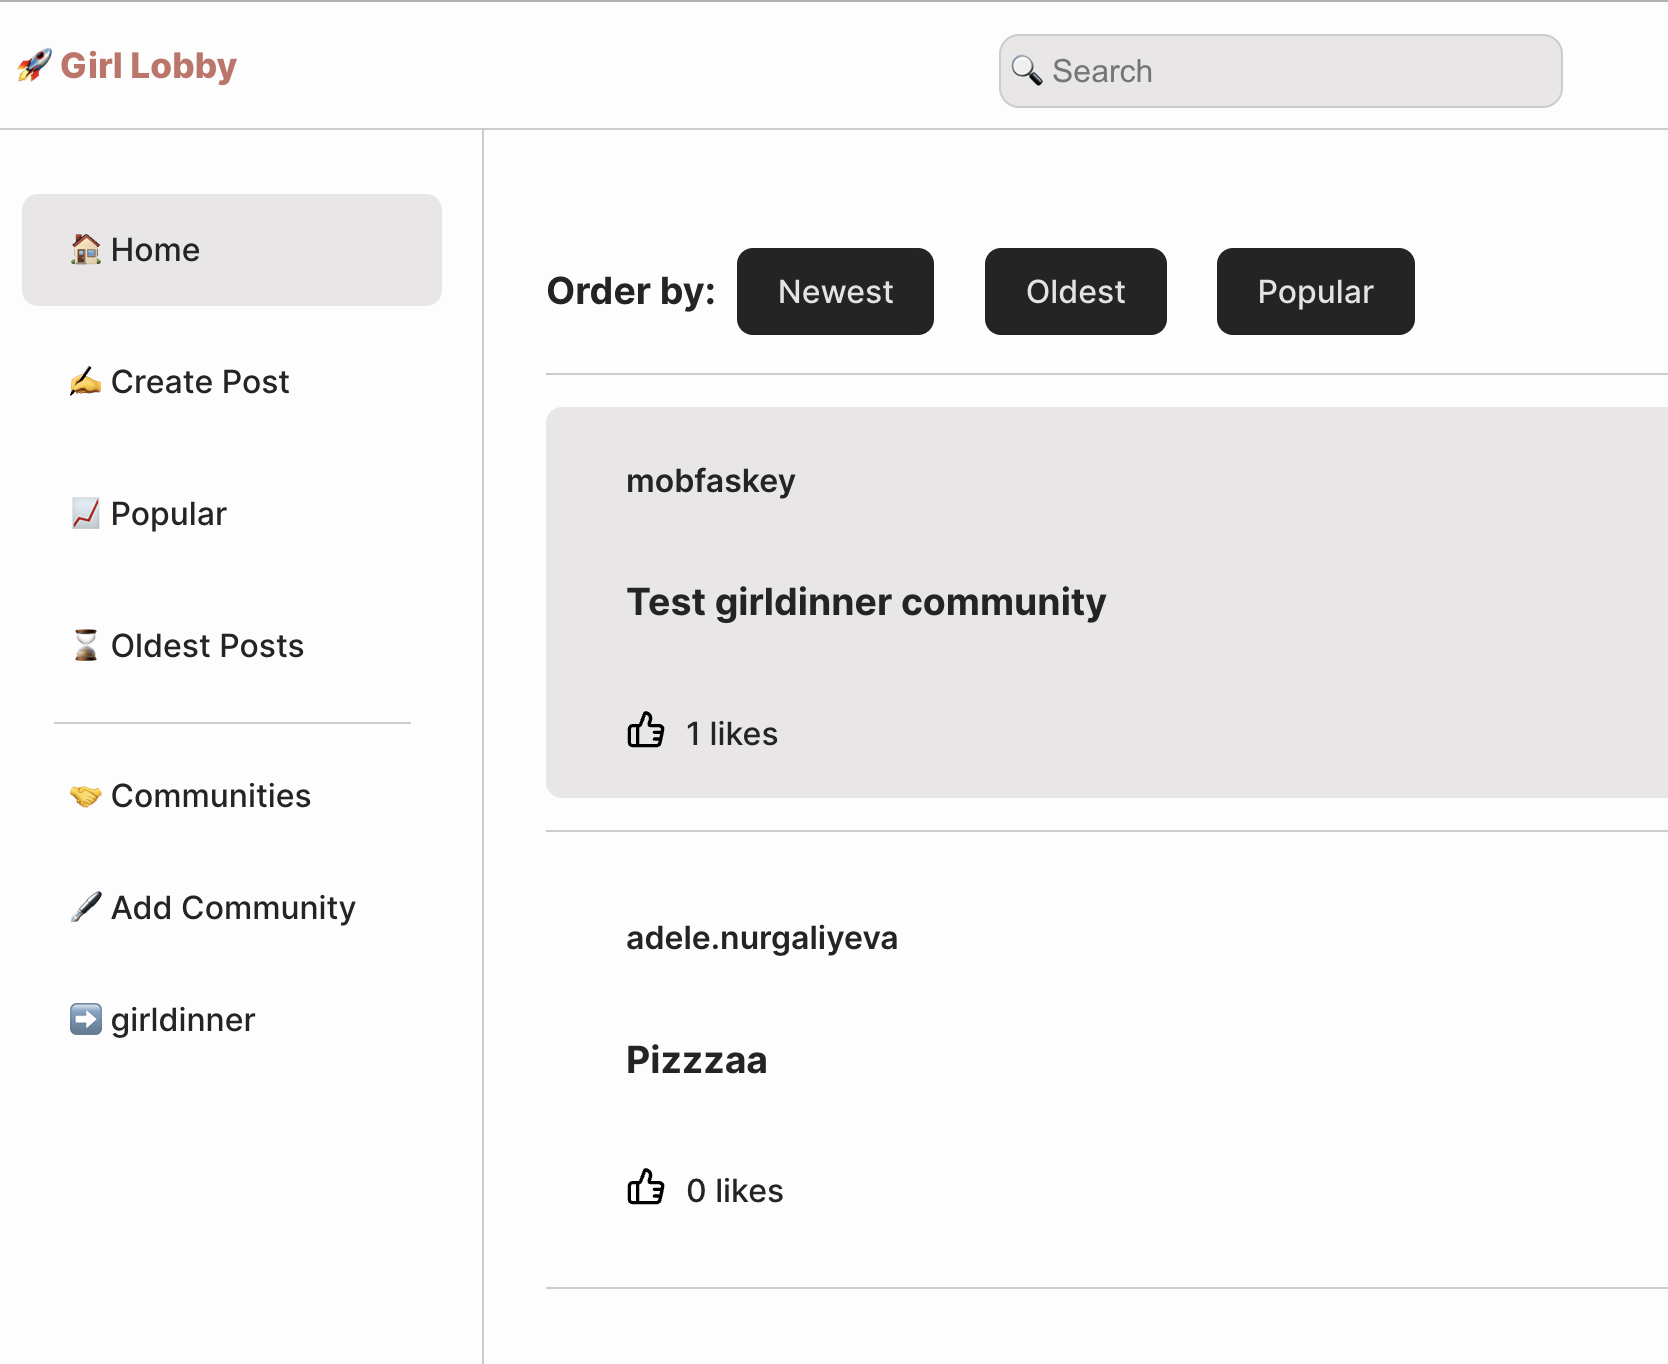 🚀 Girl Lobby
🔍 Search
🏠 Home
✍️ Create Post
📈 Popular
⏳ Oldest Posts
🤝 Communities
🖋️ Add Community
➡️ girldinner
Order by: Newest Oldest Popular
mobfaskey
Test girldinner community
1 likes
adele.nurgaliyeva
Pizzzaa
0 likes